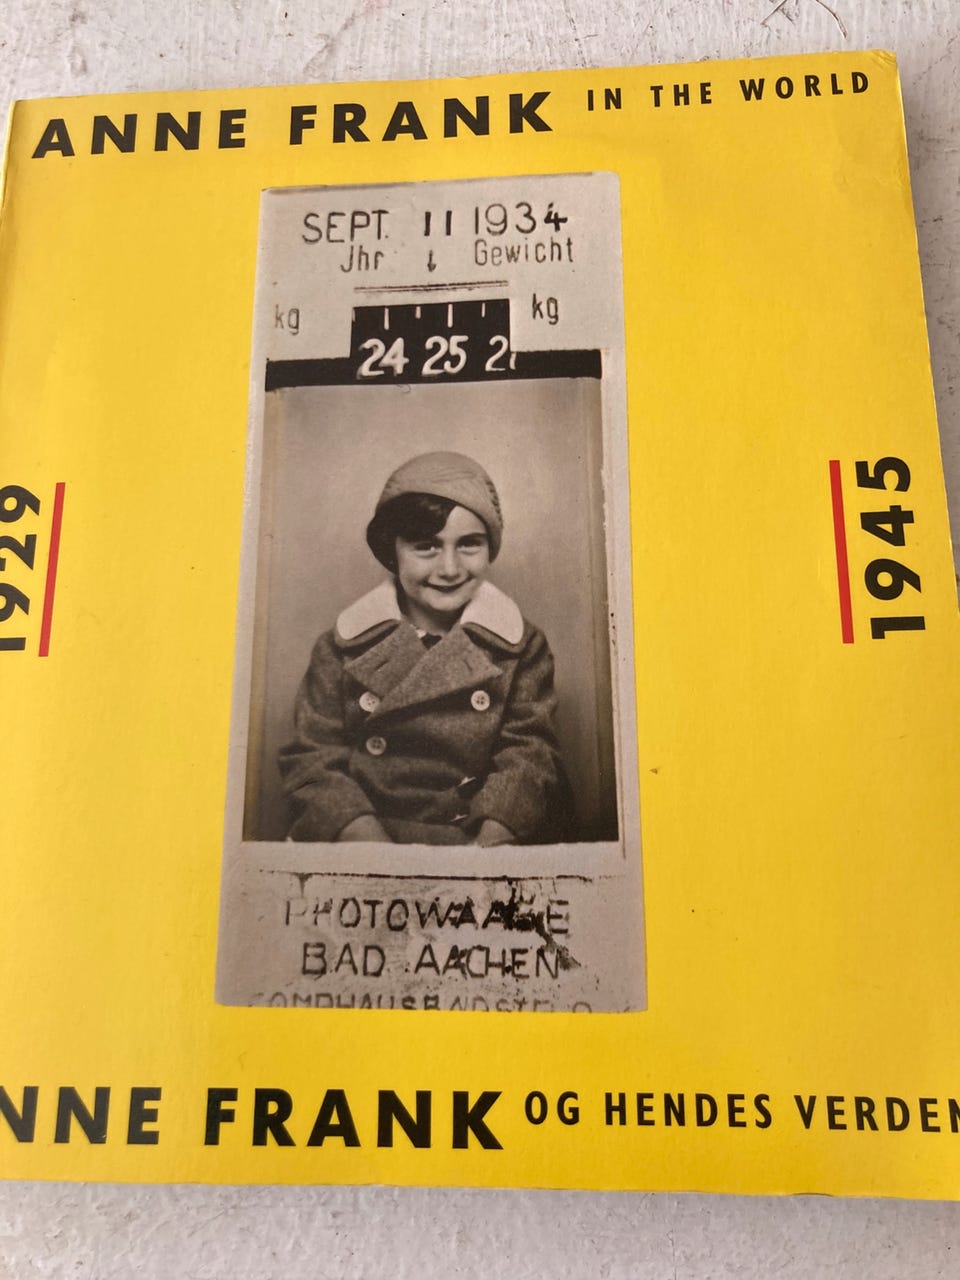 ANNE FRANK IN THE WORLD
SEPT. 11 1934
Jhr ↓ Gewicht
kg kg
24 25 2
1929
1945
PHOTOWAAGE
BAD AACHEN
NNE FRANK OG HENDES VERDEN